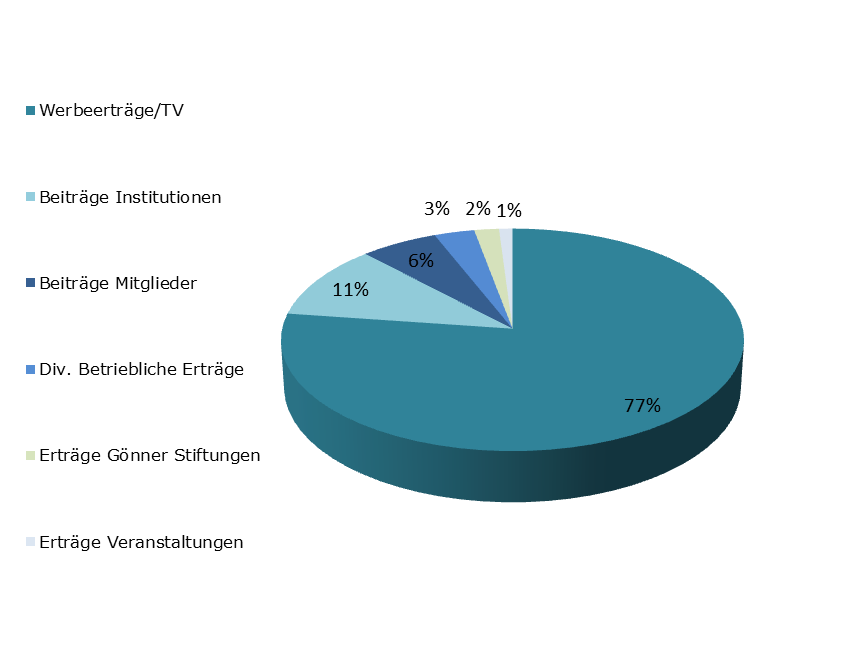 Werbeerträge/TV
Beiträge Institutionen
Beiträge Mitglieder
Div. Betriebliche Erträge
Erträge Gönner Stiftungen
Erträge Veranstaltungen
3%
2%
1%
6%
11%
77%